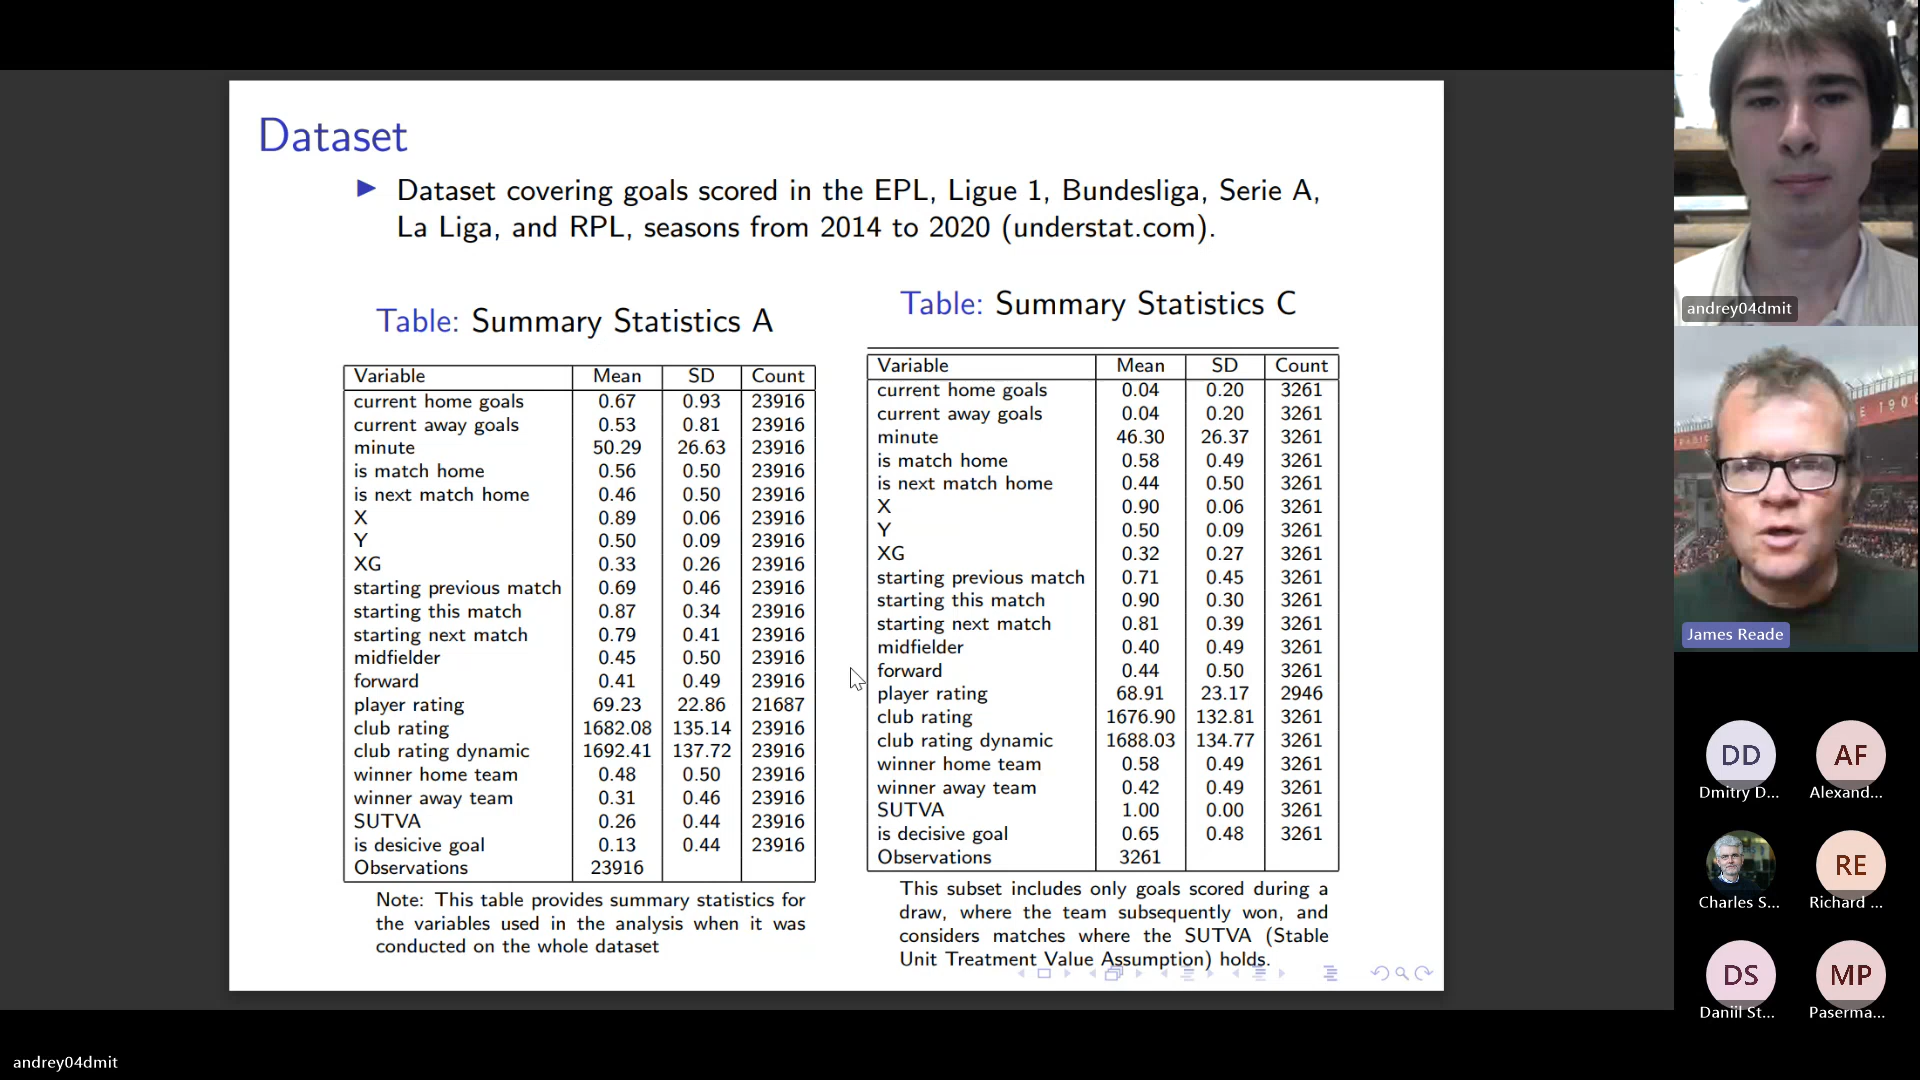 Dataset
Dataset covering goals scored in the EPL, Ligue 1, Bundesliga, Serie A,
La Liga, and RPL, seasons from 2014 to 2020 (understat.com).
Table: Summary Statistics A
Variable Mean SD Count
current home goals 0.67 0.93 23916
current away goals 0.53 0.81 23916
minute 50.29 26.63 23916
is match home 0.56 0.50 23916
is next match home 0.46 0.50 23916
X 0.89 0.06 23916
Y 0.50 0.09 23916
XG 0.33 0.26 23916
starting previous match 0.69 0.46 23916
starting this match 0.87 0.34 23916
starting next match 0.79 0.41 23916
midfielder 0.45 0.50 23916
forward 0.41 0.49 23916
player rating 69.23 22.86 21687
club rating 1682.08 135.14 23916
club rating dynamic 1692.41 137.72 23916
winner home team 0.48 0.50 23916
winner away team 0.31 0.46 23916
SUTVA 0.26 0.44 23916
is desicive goal 0.13 0.44 23916
Observations 23916
Note: This table provides summary statistics for
the variables used in the analysis when it was
conducted on the whole dataset
Table: Summary Statistics C
Variable Mean SD Count
current home goals 0.04 0.20 3261
current away goals 0.04 0.20 3261
minute 46.30 26.37 3261
is match home 0.58 0.49 3261
is next match home 0.44 0.50 3261
X 0.90 0.06 3261
Y 0.50 0.09 3261
XG 0.32 0.27 3261
starting previous match 0.71 0.45 3261
starting this match 0.90 0.30 3261
starting next match 0.81 0.39 3261
midfielder 0.40 0.49 3261
forward 0.44 0.50 3261
player rating 68.91 23.17 2946
club rating 1676.90 132.81 3261
club rating dynamic 1688.03 134.77 3261
winner home team 0.58 0.49 3261
winner away team 0.42 0.49 3261
SUTVA 1.00 0.00 3261
is decisive goal 0.65 0.48 3261
Observations 3261
This subset includes only goals scored during a
draw, where the team subsequently won, and
considers matches where the SUTVA (Stable
Unit Treatment Value Assumption) holds.
andrey04dmit
James Reade
DD
Dmitry D...
AF
Alexand...
Charles S...
RE
Richard ...
DS
Daniil St...
MP
Paserma...
andrey04dmit